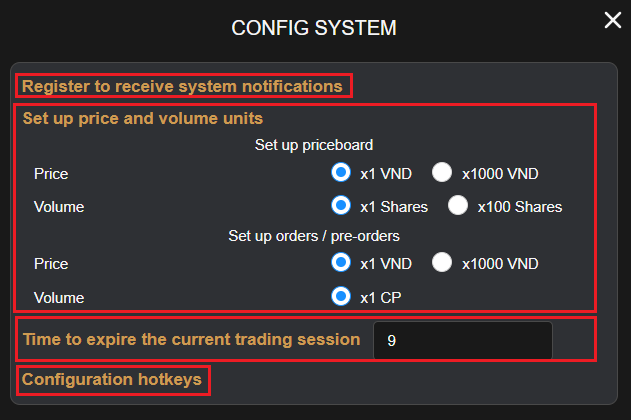 CONFIG SYSTEM
Register to receive system notifications
Set up price and volume units
Set up priceboard
Price x1 VND x1000 VND
Volume x1 Shares x100 Shares
Set up orders / pre-orders
Price x1 VND x1000 VND
Volume x1 CP
Time to expire the current trading session 9
Configuration hotkeys